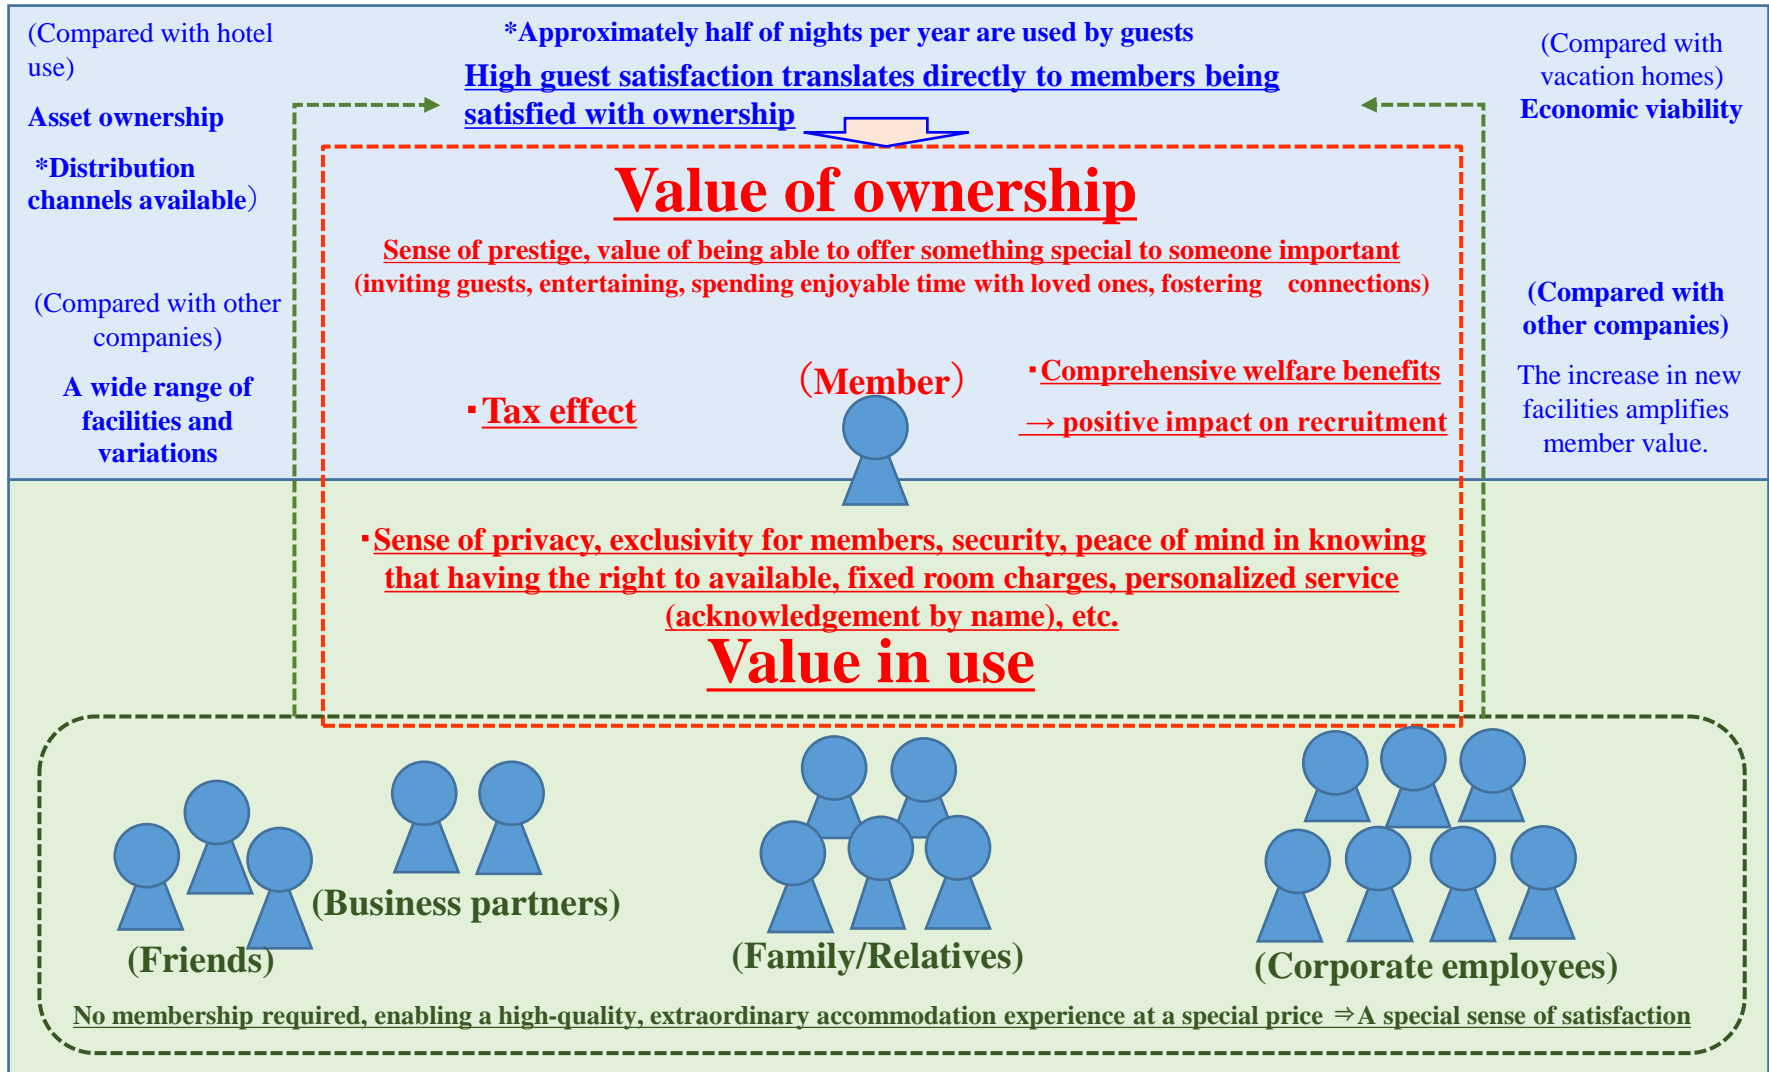 (Compared with hotel
use)
Asset ownership
*Distribution
channels available）
(Compared with other
companies)
A wide range of
facilities and
variations
*Approximately half of nights per year are used by guests
High guest satisfaction translates directly to members being
satisfied with ownership
(Compared with
vacation homes)
Economic viability
(Compared with
other companies)
The increase in new
facilities amplifies
member value.
Value of ownership
Sense of prestige, value of being able to offer something special to someone important
(inviting guests, entertaining, spending enjoyable time with loved ones, fostering　connections)
（Member）
・Tax effect
・Comprehensive welfare benefits
→ positive impact on recruitment
・Sense of privacy, exclusivity for members, security, peace of mind in knowing
that having the right to available, fixed room charges, personalized service
(acknowledgement by name), etc.
Value in use
(Friends)
(Business partners)
(Family/Relatives)
(Corporate employees)
No membership required, enabling a high-quality, extraordinary accommodation experience at a special price ⇒A special sense of satisfaction